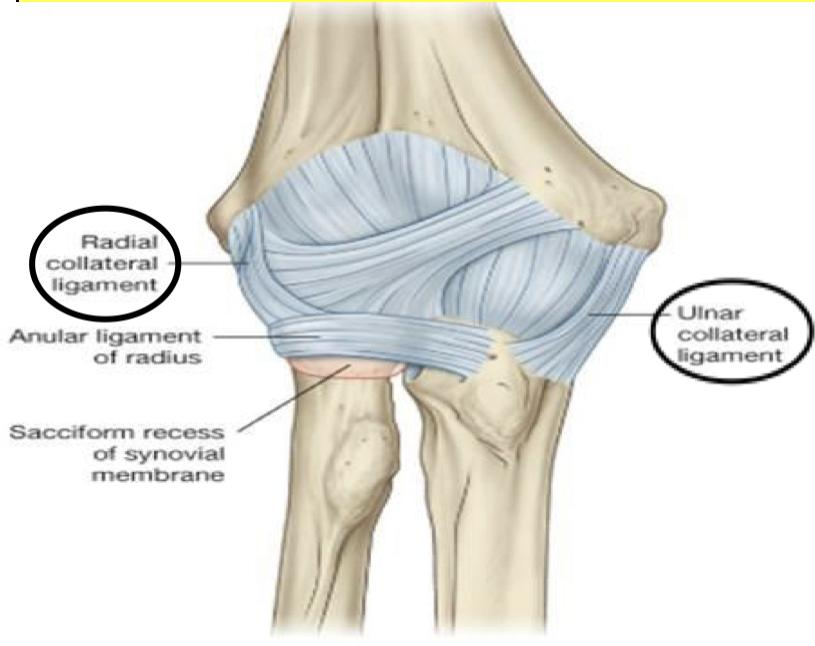 Radial
collateral
ligament
Anular ligament
of radius
Sacciform recess
of synovial
membrane
Ulnar
collateral
ligament